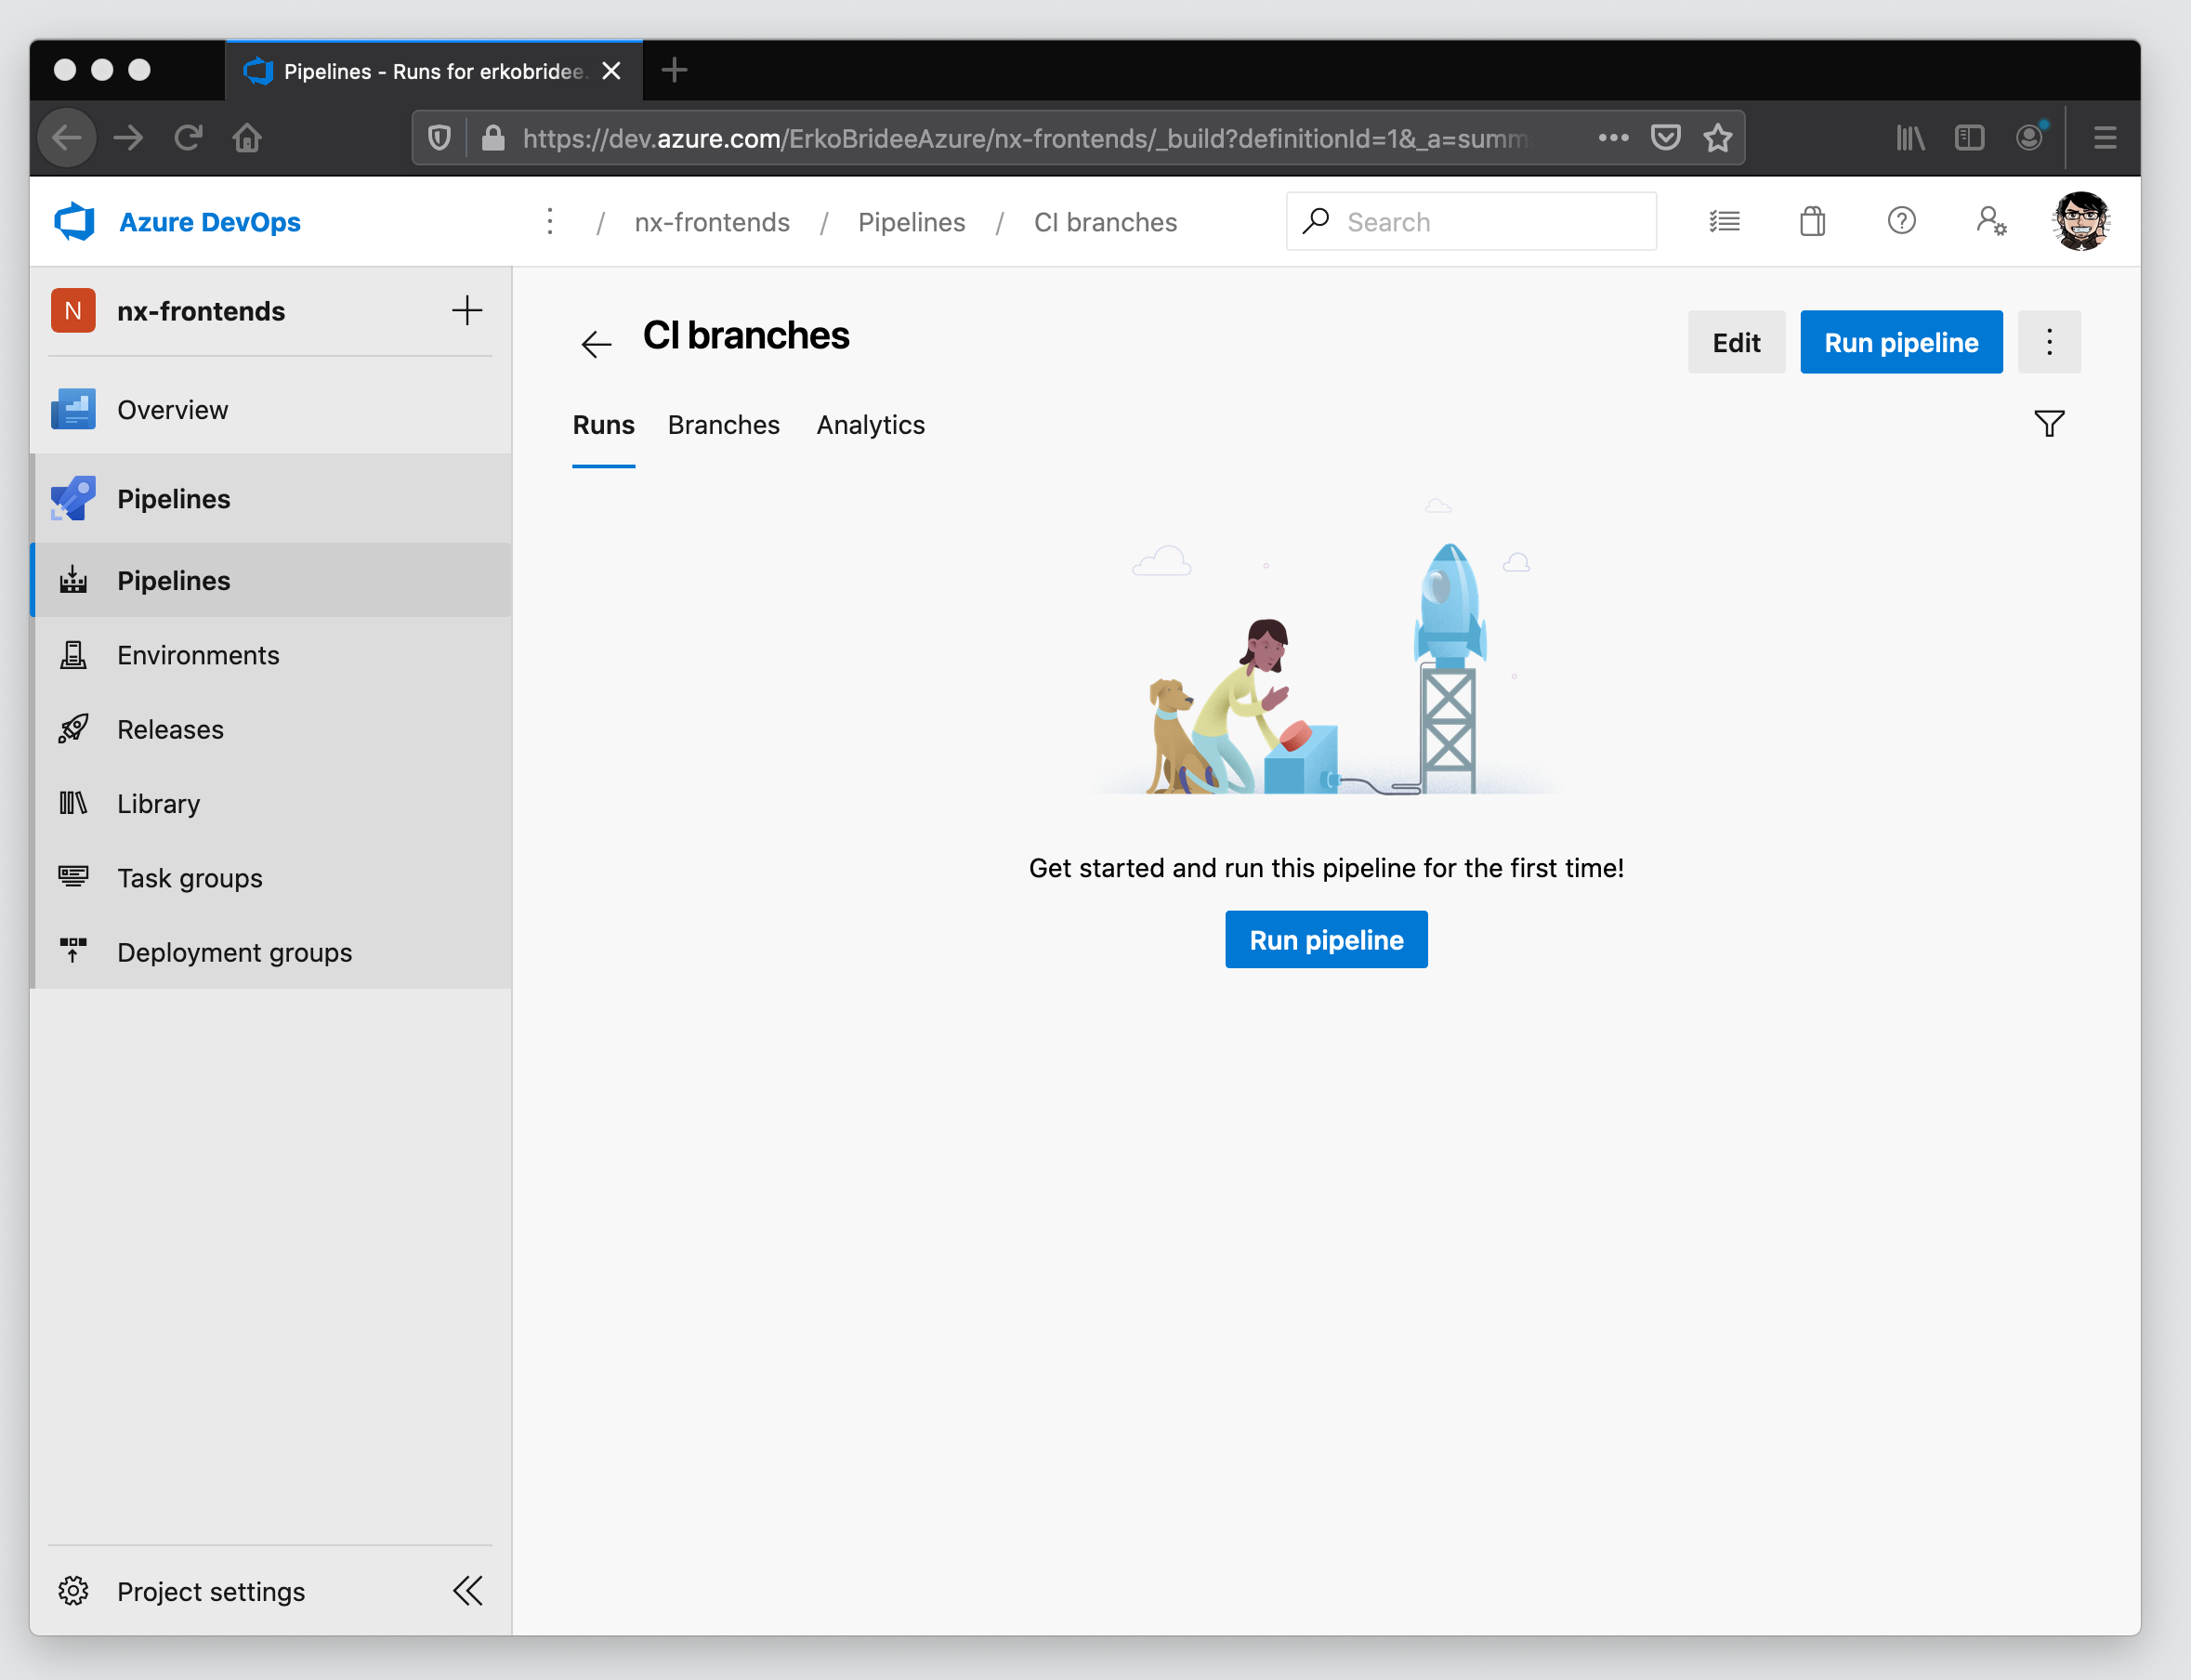 Pipelines - Runs for erkobridee.
https://dev.azure.com/ErkoBrideeAzure/nx-frontends/_build?definitionId=1&_a=summ
Azure DevOps
/ nx-frontends / Pipelines / CI branches
Search
N nx-frontends
CI branches
Edit
Run pipeline
Overview
Runs Branches Analytics
Pipelines
Pipelines
Environments
Releases
Library
Task groups
Deployment groups
Get started and run this pipeline for the first time!
Run pipeline
Project settings